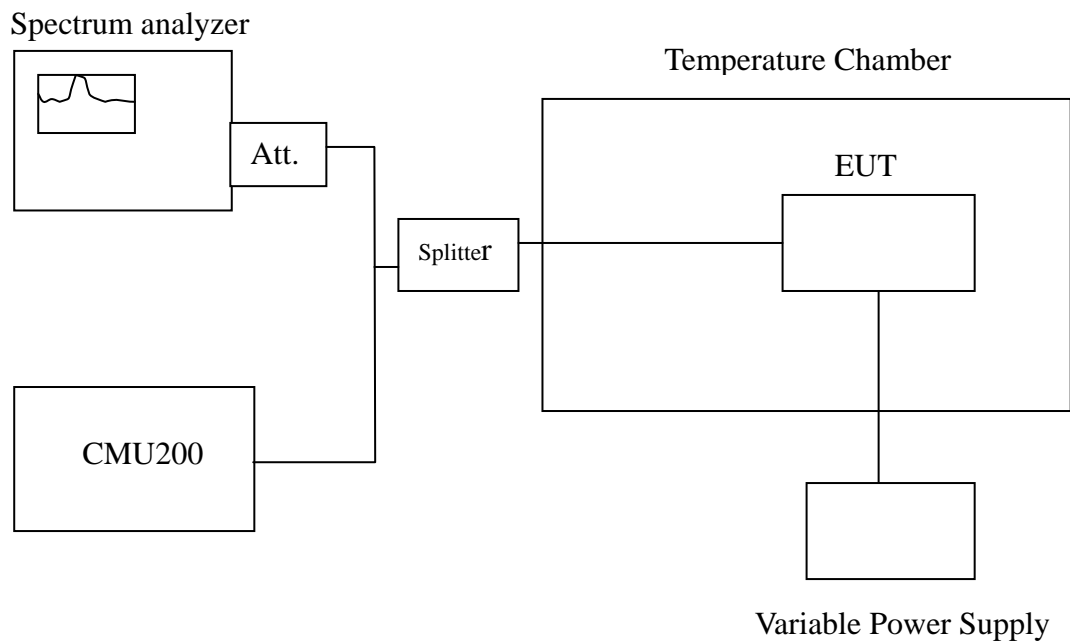 Spectrum analyzer
Temperature Chamber
Att.
EUT
Splitter
CMU200
Variable Power Supply